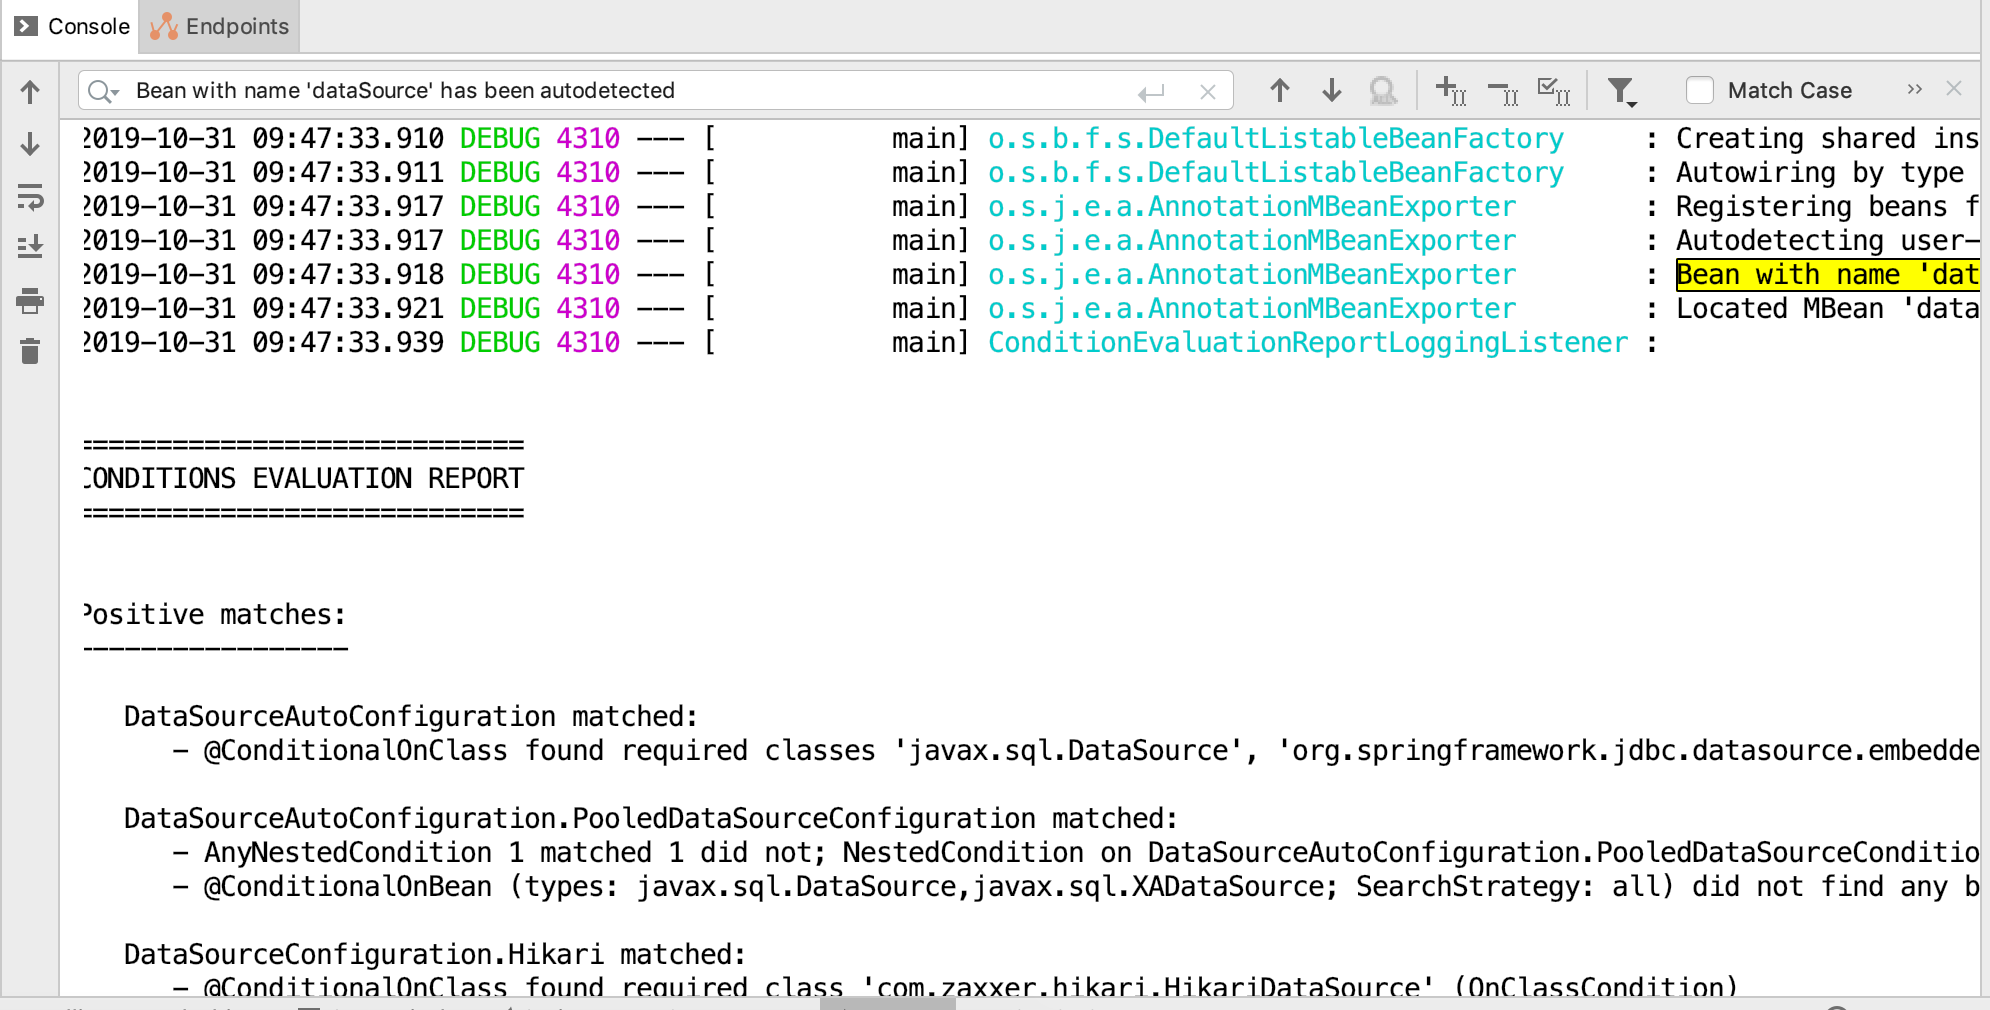 Console Endpoints
Bean with name 'dataSource' has been autodetected Match Case
2019-10-31 09:47:33.910 DEBUG 4310 --- [ main] o.s.b.f.s.DefaultListableBeanFactory : Creating shared ins
2019-10-31 09:47:33.911 DEBUG 4310 --- [ main] o.s.b.f.s.DefaultListableBeanFactory : Autowiring by type
2019-10-31 09:47:33.917 DEBUG 4310 --- [ main] o.s.j.e.a.AnnotationMBeanExporter : Registering beans f
2019-10-31 09:47:33.917 DEBUG 4310 --- [ main] o.s.j.e.a.AnnotationMBeanExporter : Autodetecting user-
2019-10-31 09:47:33.918 DEBUG 4310 --- [ main] o.s.j.e.a.AnnotationMBeanExporter : Bean with name 'dat
2019-10-31 09:47:33.921 DEBUG 4310 --- [ main] o.s.j.e.a.AnnotationMBeanExporter : Located MBean 'data
2019-10-31 09:47:33.939 DEBUG 4310 --- [ main] ConditionEvaluationReportLoggingListener :
============================
CONDITIONS EVALUATION REPORT
============================
Positive matches:
-----------------
DataSourceAutoConfiguration matched:
- @ConditionalOnClass found required classes 'javax.sql.DataSource', 'org.springframework.jdbc.datasource.embedde
DataSourceAutoConfiguration.PooledDataSourceConfiguration matched:
- AnyNestedCondition 1 matched 1 did not; NestedCondition on DataSourceAutoConfiguration.PooledDataSourceConditio
- @ConditionalOnBean (types: javax.sql.DataSource,javax.sql.XADataSource; SearchStrategy: all) did not find any b
DataSourceConfiguration.Hikari matched:
- @ConditionalOnClass found required class 'com.zaxxer.hikari.HikariDataSource' (OnClassCondition)